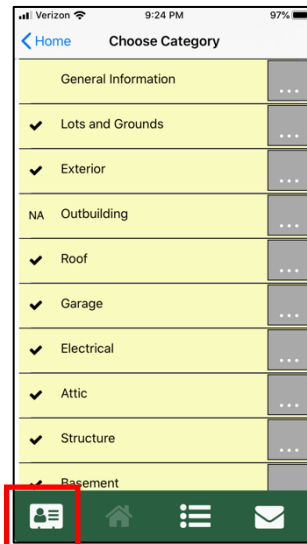 Verizon 9:24 PM 97%
Home Choose Category
General Information ...
Lots and Grounds ...
Exterior ...
NA Outbuilding ...
Roof ...
Garage ...
Electrical ...
Attic ...
Structure ...
Basement